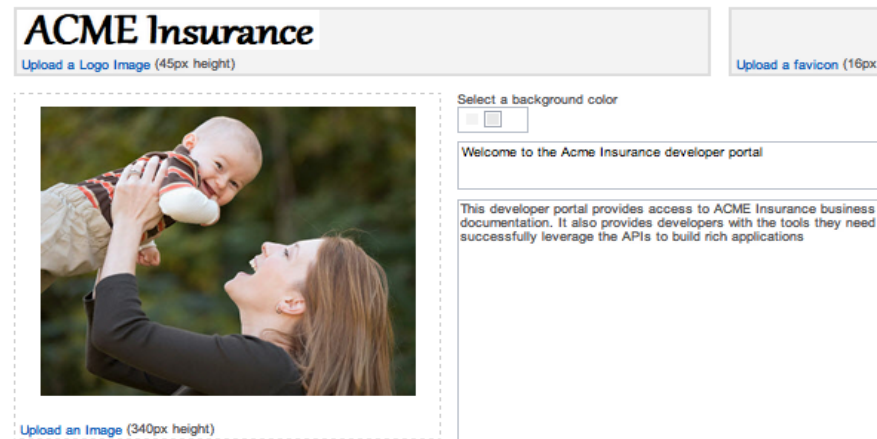 ACME Insurance
Upload a Logo Image (45px height)
Upload a favicon (16px
Select a background color
Welcome to the Acme Insurance developer portal
This developer portal provides access to ACME Insurance business
documentation. It also provides developers with the tools they need
successfully leverage the APIs to build rich applications
Upload an Image (340px height)